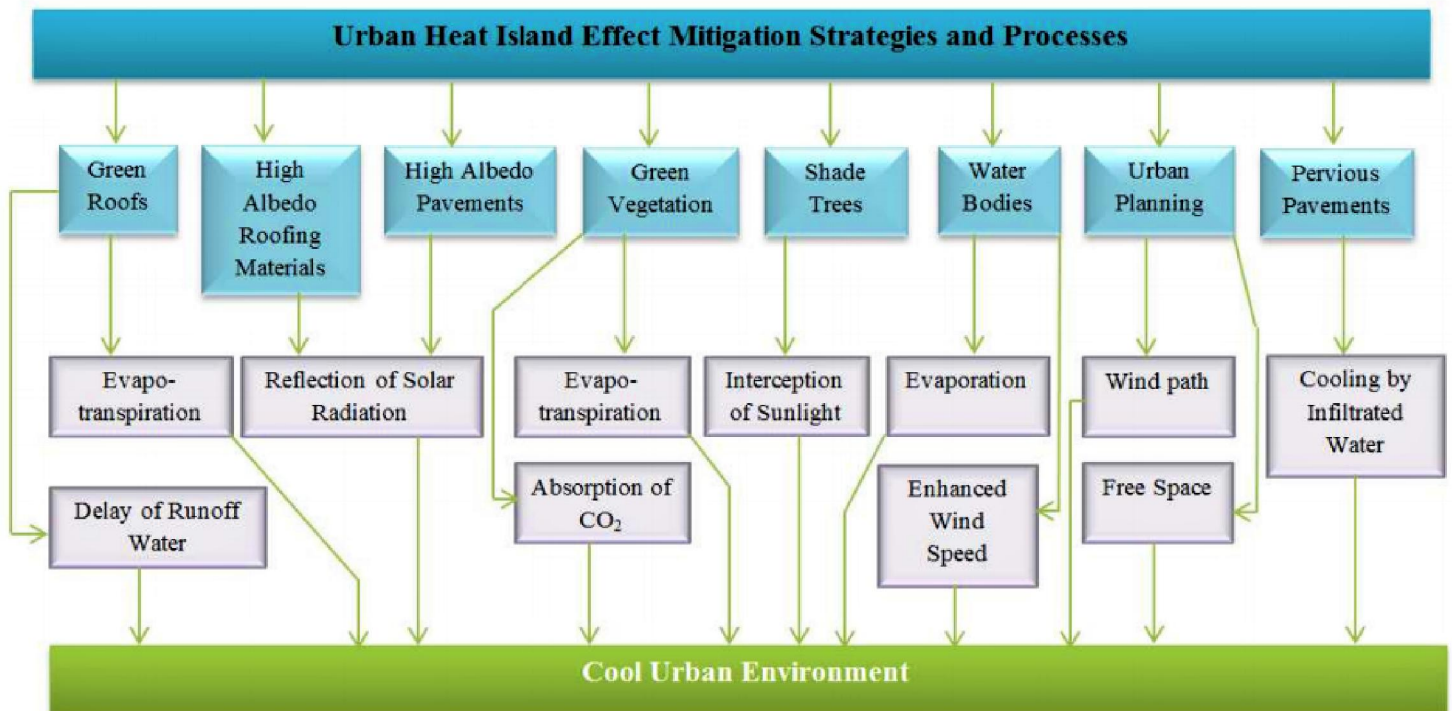 Urban Heat Island Effect Mitigation Strategies and Processes
Green
Roofs
High
Albedo
Roofing
Materials
High Albedo
Pavements
Green
Vegetation
Shade
Trees
Water
Bodies
Urban
Planning
Pervious
Pavements
Evapo-
transpiration
Reflection of Solar
Radiation
Evapo-
transpiration
Interception
of Sunlight
Evaporation
Wind path
Cooling by
Infiltrated
Water
Delay of Runoff
Water
Absorption of
CO₂
Enhanced
Wind
Speed
Free Space
Cool Urban Environment